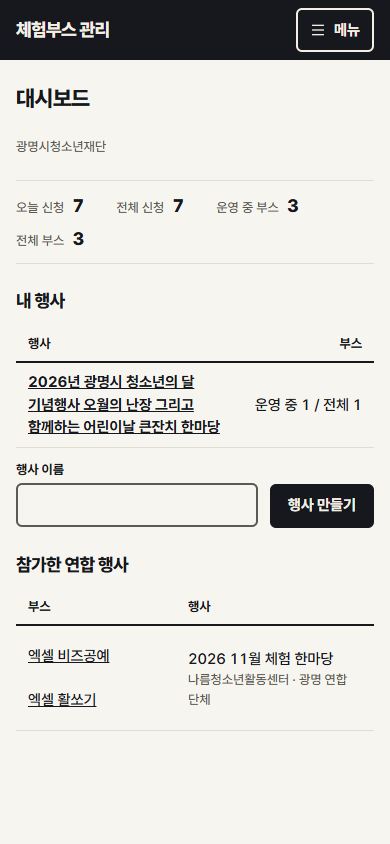 체험부스 관리
메뉴
대시보드
광명시청소년재단
오늘 신청 7 전체 신청 7 운영 중 부스 3
전체 부스 3
내 행사
행사 부스
2026년 광명시 청소년의 달
기념행사 오월의 난장 그리고
함께하는 어린이날 큰잔치 한마당
운영 중 1 / 전체 1
행사 이름
행사 만들기
참가한 연합 행사
부스 행사
엑셀 비즈공예
엑셀 활쏘기
2026 11월 체험 한마당
나름청소년활동센터 · 광명 연합
단체